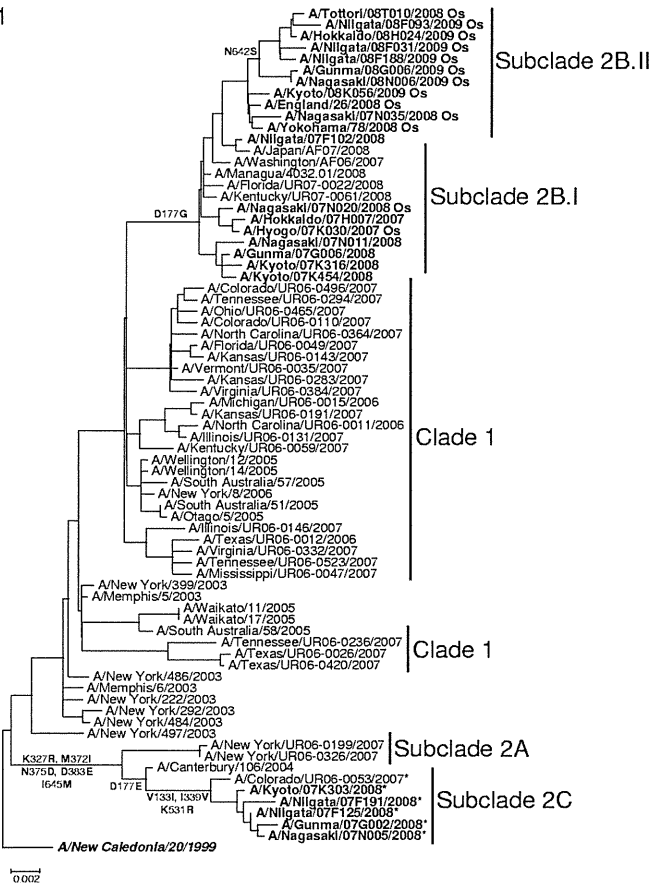 A/Tottori/08T010/2008 Os
A/Niigata/08F093/2009 Os
A/Hokkaido/08H024/2009 Os
N642S
A/Niigata/08F031/2009 Os
A/Niigata/08F188/2009 Os
Subclade 2B.II
A/Gunma/08G006/2009 Os
A/Nagasaki/08N006/2009 Os
A/Kyoto/08K056/2009 Os
A/England/26/2008 Os
A/Nagasaki/07N035/2008 Os
A/Yokohama/78/2008 Os
A/Niigata/07F102/2008
A/Japan/AF07/2008
A/Washington/AF06/2007
A/Managua/4032.01/2008
A/Florida/UR07-0022/2008
A/Kentucky/UR07-0061/2008
Subclade 2B.I
A/Nagasaki/07N020/2008 Os
D177G
A/Hokkaido/07H007/2007
A/Hyogo/07K030/2007 Os
A/Nagasaki/07N011/2008
A/Gunma/07G006/2008
A/Kyoto/07K316/2008
A/Kyoto/07K454/2008
A/Colorado/UR06-0496/2007
A/Tennessee/UR06-0294/2007
A/Ohio/UR06-0465/2007
A/Colorado/UR06-0110/2007
A/North Carolina/UR06-0364/2007
A/Florida/UR06-0049/2007
A/Kansas/UR06-0143/2007
A/Vermont/UR06-0035/2007
A/Kansas/UR06-0283/2007
A/Virginia/UR06-0384/2007
A/Michigan/UR06-0015/2006
A/Kansas/UR06-0191/2007
A/North Carolina/UR06-0011/2006
A/Illinois/UR06-0131/2007
Clade 1
A/Kentucky/UR06-0059/2007
A/Wellington/12/2005
A/Wellington/14/2005
A/South Australia/57/2005
A/New York/8/2006
A/South Australia/51/2005
A/Otago/5/2005
A/Illinois/UR06-0146/2007
A/Texas/UR06-0012/2006
A/Virginia/UR06-0332/2007
A/Tennessee/UR06-0523/2007
A/Mississippi/UR06-0047/2007
A/New York/399/2003
A/Memphis/5/2003
A/Waikato/11/2005
A/Waikato/17/2005
A/South Australia/58/2005
A/Tennessee/UR06-0236/2007
A/Texas/UR06-0026/2007
Clade 1
A/Texas/UR06-0420/2007
A/New York/486/2003
A/Memphis/6/2003
A/New York/222/2003
A/New York/292/2003
A/New York/484/2003
A/New York/497/2003
A/New York/UR06-0199/2007
Subclade 2A
K327R, M372I
A/New York/UR06-0326/2007
N375D, D383E
A/Canterbury/106/2004
I645M
D177E
A/Colorado/UR06-0053/2007*
A/Kyoto/07K303/2008*
V133I, I339V
A/Niigata/07F191/2008*
Subclade 2C
K531R
A/Niigata/07F125/2008*
A/Gunma/07G002/2008*
A/Nagasaki/07N005/2008*
A/New Caledonia/20/1999
0.002